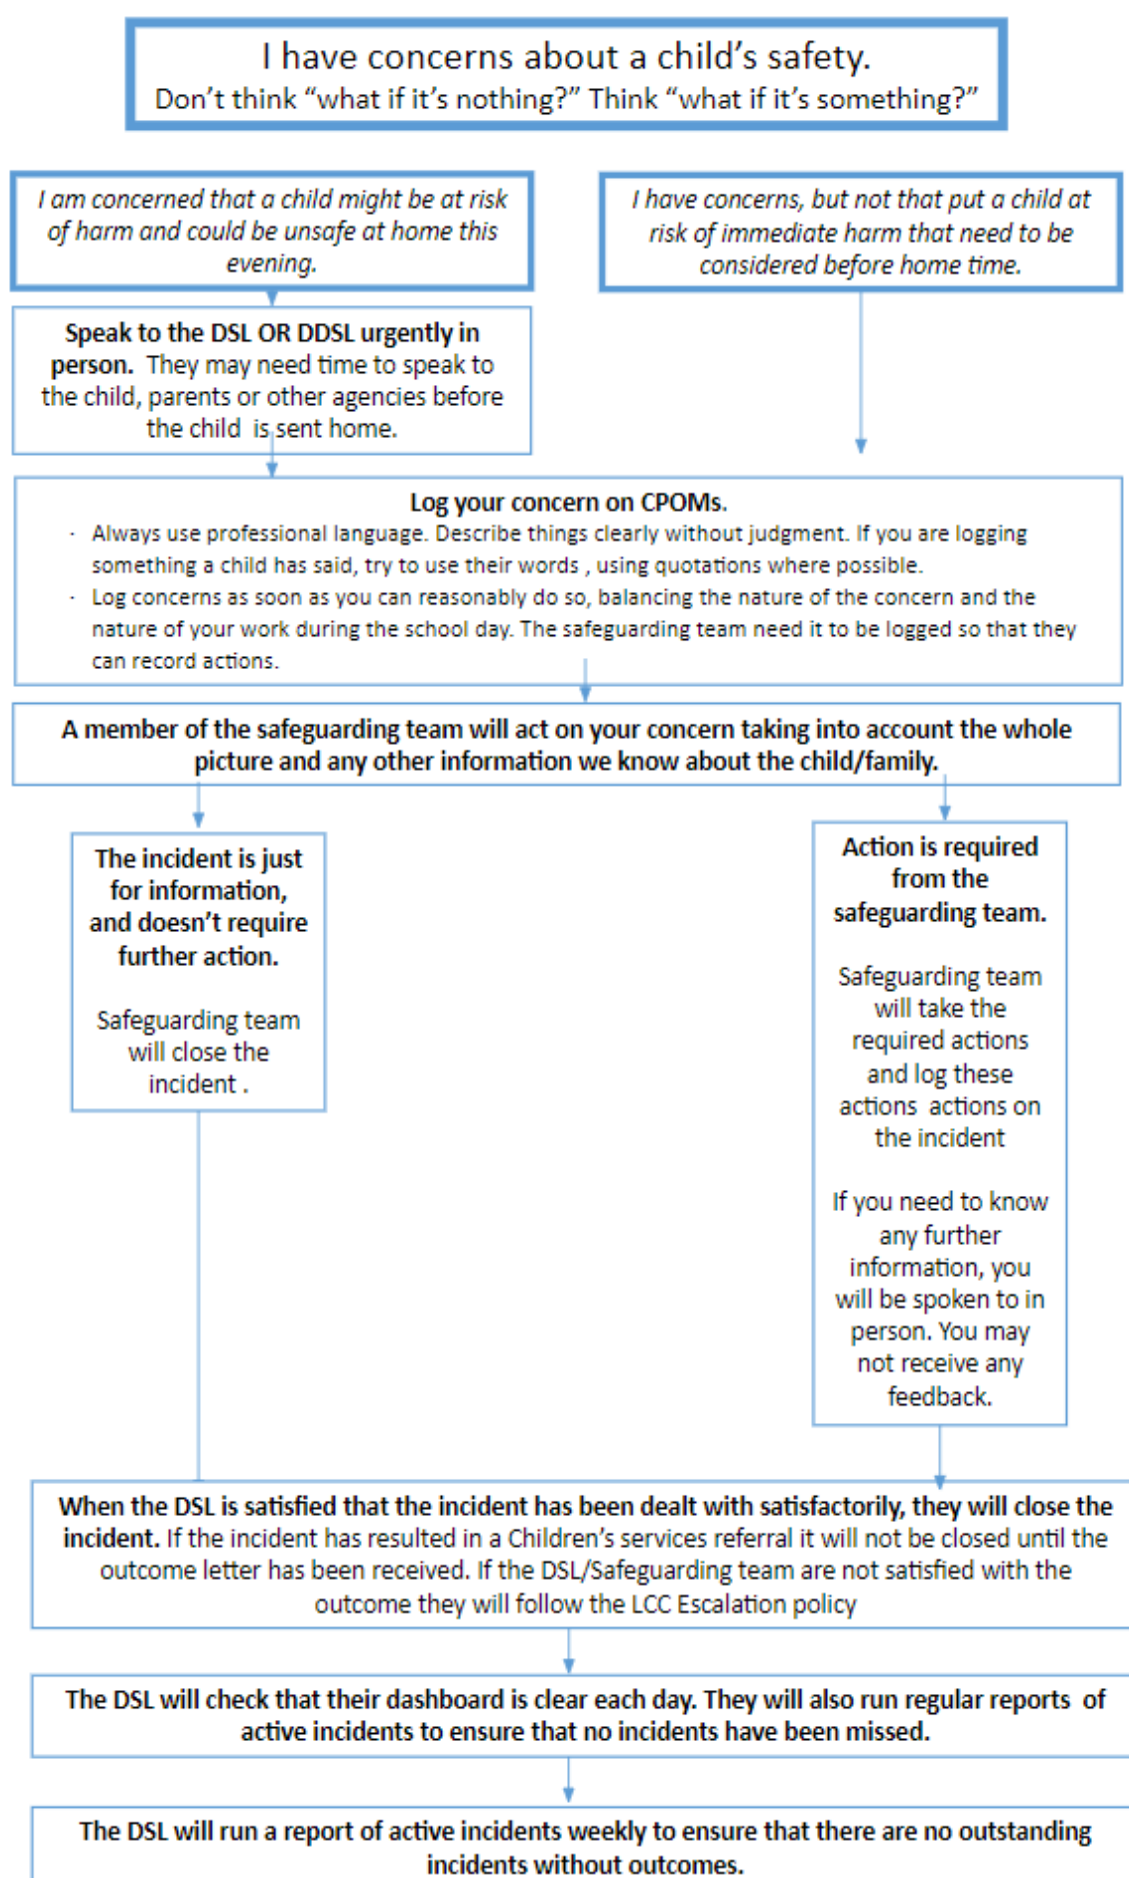 I have concerns about a child’s safety.
Don’t think “what if it’s nothing?” Think “what if it’s something?”
I am concerned that a child might be at risk
of harm and could be unsafe at home this
evening.
I have concerns, but not that put a child at
risk of immediate harm that need to be
considered before home time.
Speak to the DSL OR DDSL urgently in
person. They may need time to speak to
the child, parents or other agencies before
the child is sent home.
Log your concern on CPOMs.
· Always use professional language. Describe things clearly without judgment. If you are logging
something a child has said, try to use their words , using quotations where possible.
· Log concerns as soon as you can reasonably do so, balancing the nature of the concern and the
nature of your work during the school day. The safeguarding team need it to be logged so that they
can record actions.
A member of the safeguarding team will act on your concern taking into account the whole
picture and any other information we know about the child/family.
The incident is just
for information,
and doesn’t require
further action.
Safeguarding team
will close the
incident .
Action is required
from the
safeguarding team.
Safeguarding team
will take the
required actions
and log these
actions actions on
the incident
If you need to know
any further
information, you
will be spoken to in
person. You may
not receive any
feedback.
When the DSL is satisfied that the incident has been dealt with satisfactorily, they will close the
incident. If the incident has resulted in a Children’s services referral it will not be closed until the
outcome letter has been received. If the DSL/Safeguarding team are not satisfied with the
outcome they will follow the LCC Escalation policy
The DSL will check that their dashboard is clear each day. They will also run regular reports of
active incidents to ensure that no incidents have been missed.
The DSL will run a report of active incidents weekly to ensure that there are no outstanding
incidents without outcomes.